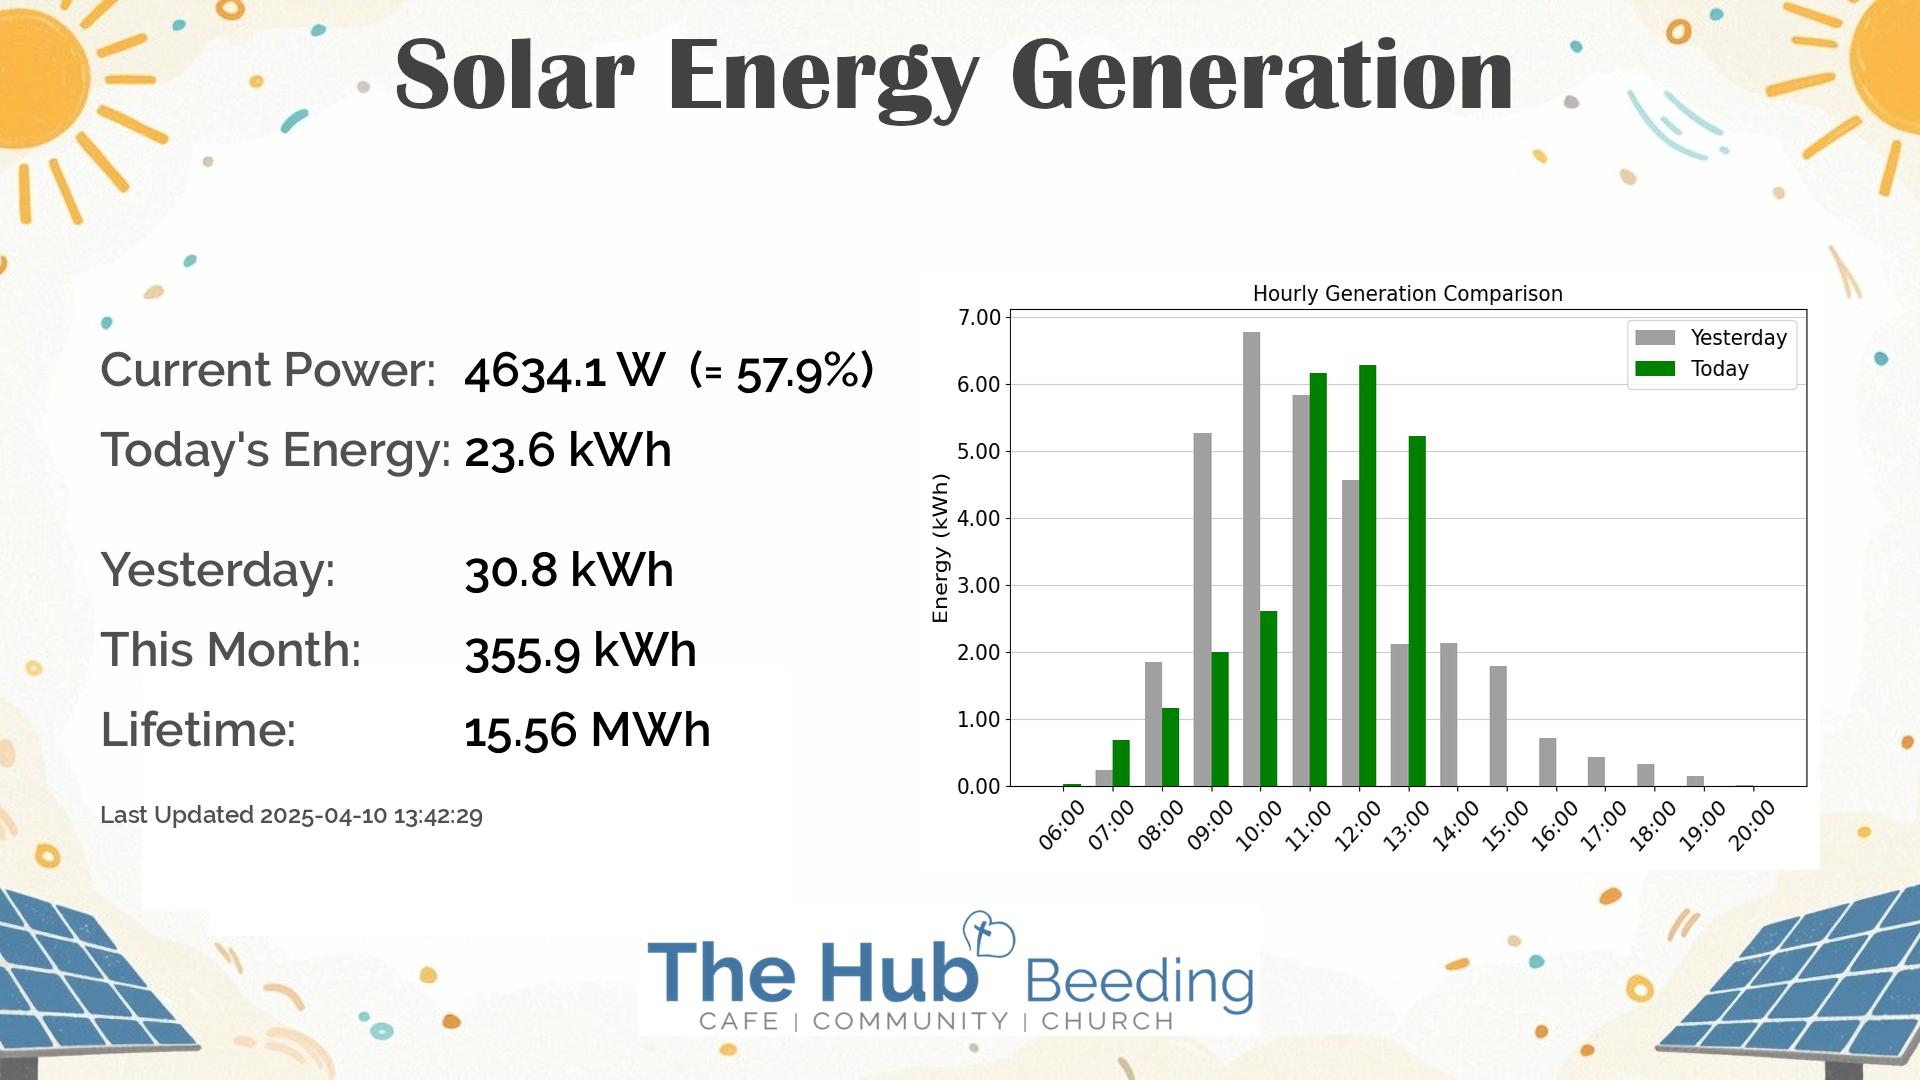 Solar Energy Generation
Current Power: 4634.1 W (= 57.9%)
Today's Energy: 23.6 kWh
Yesterday: 30.8 kWh
This Month: 355.9 kWh
Lifetime: 15.56 MWh
Last Updated 2025-04-10 13:42:29
Hourly Generation Comparison
Yesterday
Today
Energy (kWh)
7.00
6.00
5.00
4.00
3.00
2.00
1.00
0.00
06:00 07:00 08:00 09:00 10:00 11:00 12:00 13:00 14:00 15:00 16:00 17:00 18:00 19:00 20:00
The Hub Beeding
CAFE | COMMUNITY | CHURCH